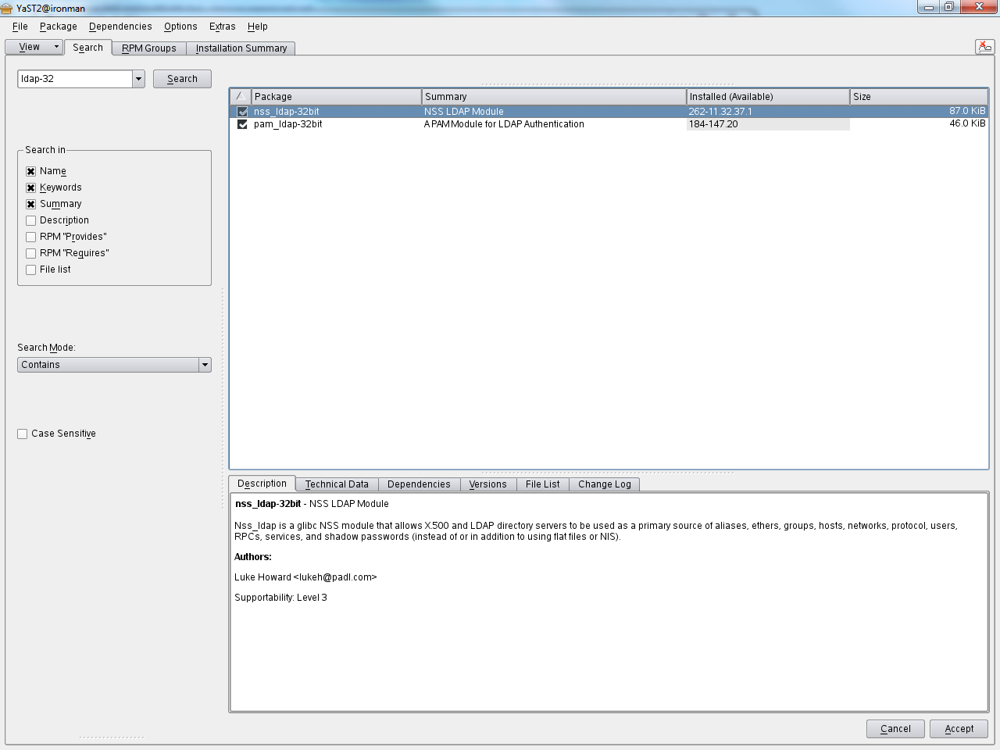 YaST2@ironman
File Package Dependencies Options Extras Help
View Search RPM Groups Installation Summary
ldap-32 Search
Package Summary Installed (Available) Size
nss_ldap-32bit NSS LDAP Module 262-11.32.37.1 87.0 KiB
pam_ldap-32bit A PAM Module for LDAP Authentication 184-147.20 46.0 KiB
Search in
Name
Keywords
Summary
Description
RPM "Provides"
RPM "Requires"
File list
Search Mode:
Contains
Case Sensitive
Description Technical Data Dependencies Versions File List Change Log
nss_ldap-32bit - NSS LDAP Module
Nss_ldap is a glibc NSS module that allows X.500 and LDAP directory servers to be used as a primary source of aliases, ethers, groups, hosts, networks, protocol, users,
RPCs, services, and shadow passwords (instead of or in addition to using flat files or NIS).
Authors:
Luke Howard <lukeh@padl.com>
Supportability: Level 3
Cancel Accept